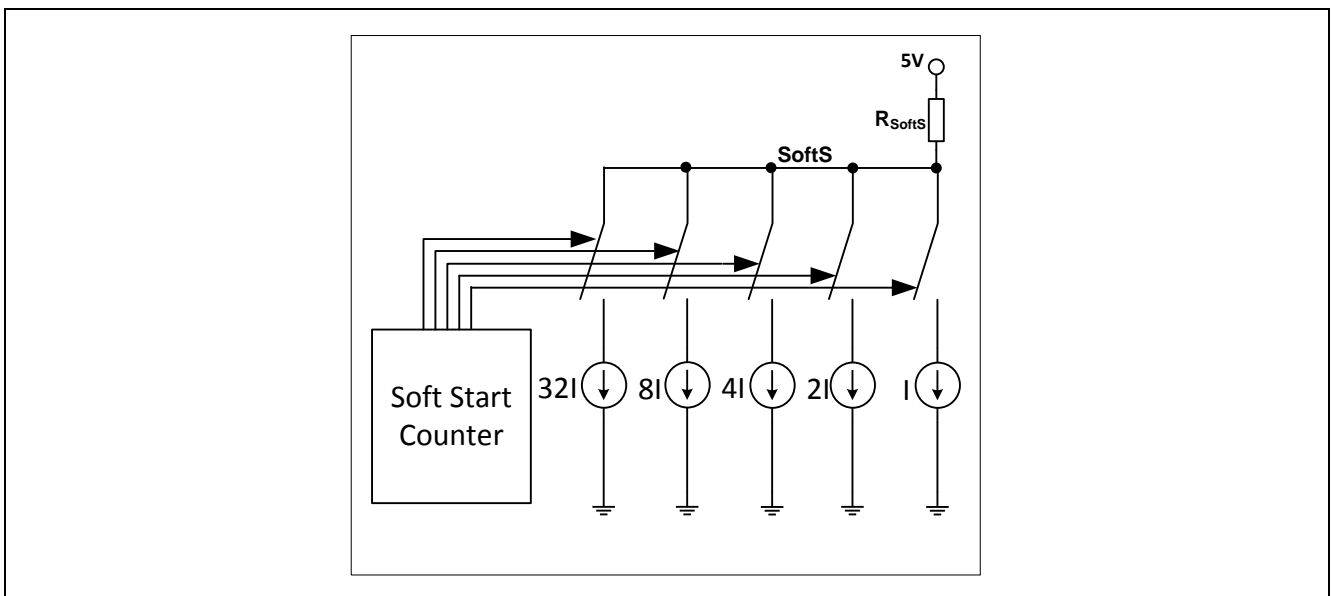 5V
RSoftS
SoftS
32I
8I
4I
2I
I
Soft Start
Counter